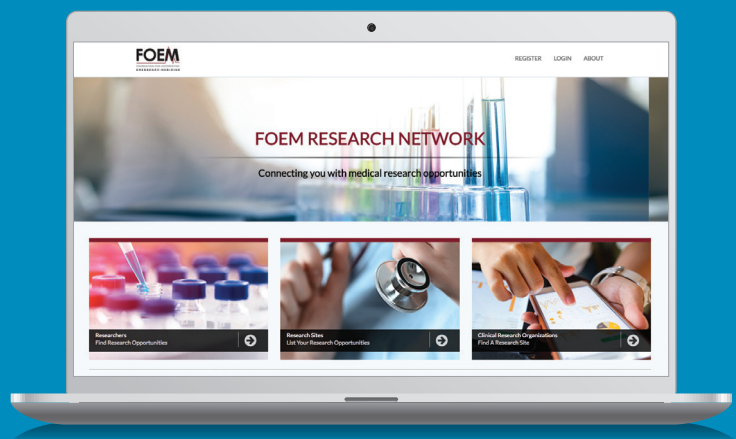 FOEM
REGISTER LOGIN ABOUT
FOEM RESEARCH NETWORK
Connecting you with medical research opportunities
Researchers
Find Research Opportunities
Research Sites
List Your Research Opportunities
Clinical Research Organizations
Find A Research Site